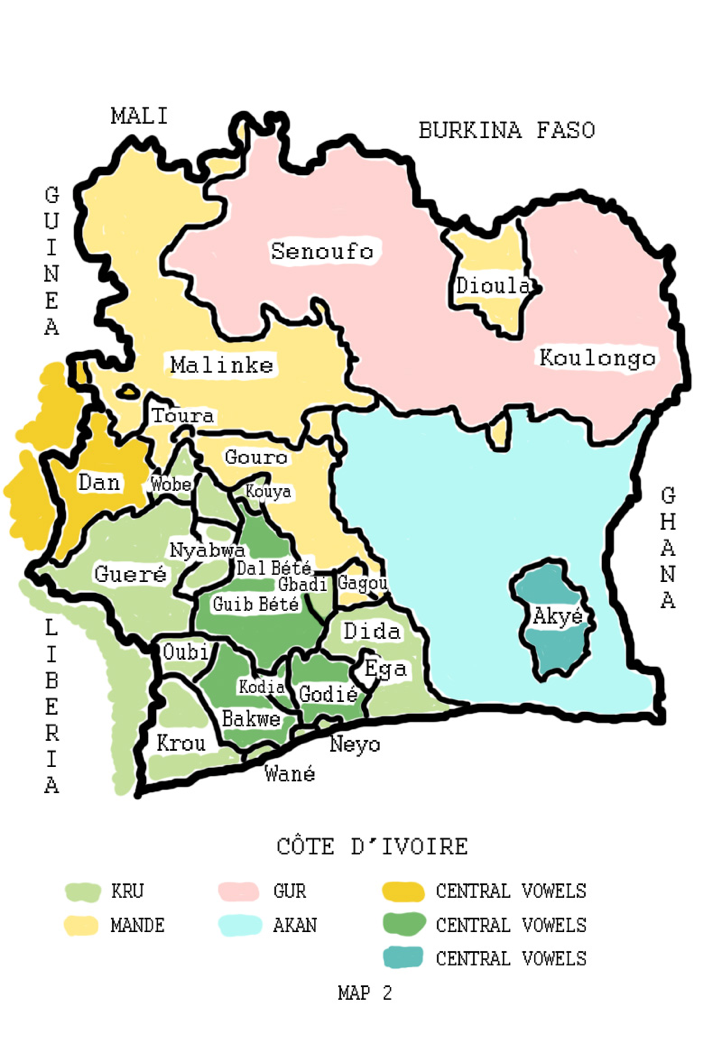 MALI
BURKINA FASO
GUINEA
Senoufo
Dioula
Koulongo
Malinke
Toura
Gouro
Dan
Wobe
Kouya
GHANA
Nyabwa
Dal Bété
Gueré
Gbadi
Gagou
Guib Bété
Akyé
LIBERIA
Dida
Oubi
Ega
Kodia
Godié
Bakwe
Krou
Neyo
Wané
CÔTE D'IVOIRE
KRU
GUR
CENTRAL VOWELS
MANDE
AKAN
CENTRAL VOWELS
CENTRAL VOWELS
MAP 2